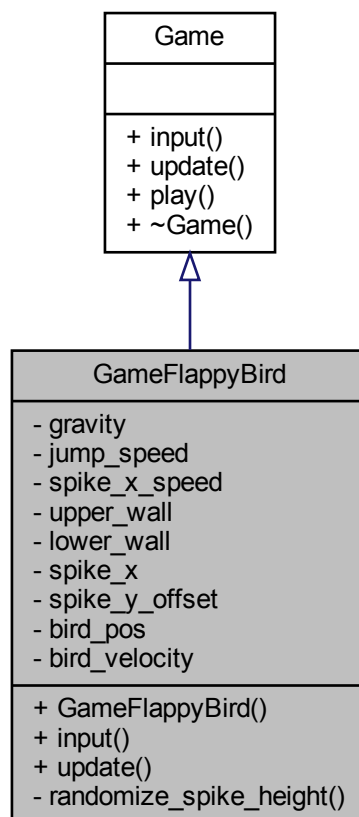 Game
+ input()
+ update()
+ play()
+ ~Game()
GameFlappyBird
- gravity
- jump_speed
- spike_x_speed
- upper_wall
- lower_wall
- spike_x
- spike_y_offset
- bird_pos
- bird_velocity
+ GameFlappyBird()
+ input()
+ update()
- randomize_spike_height()